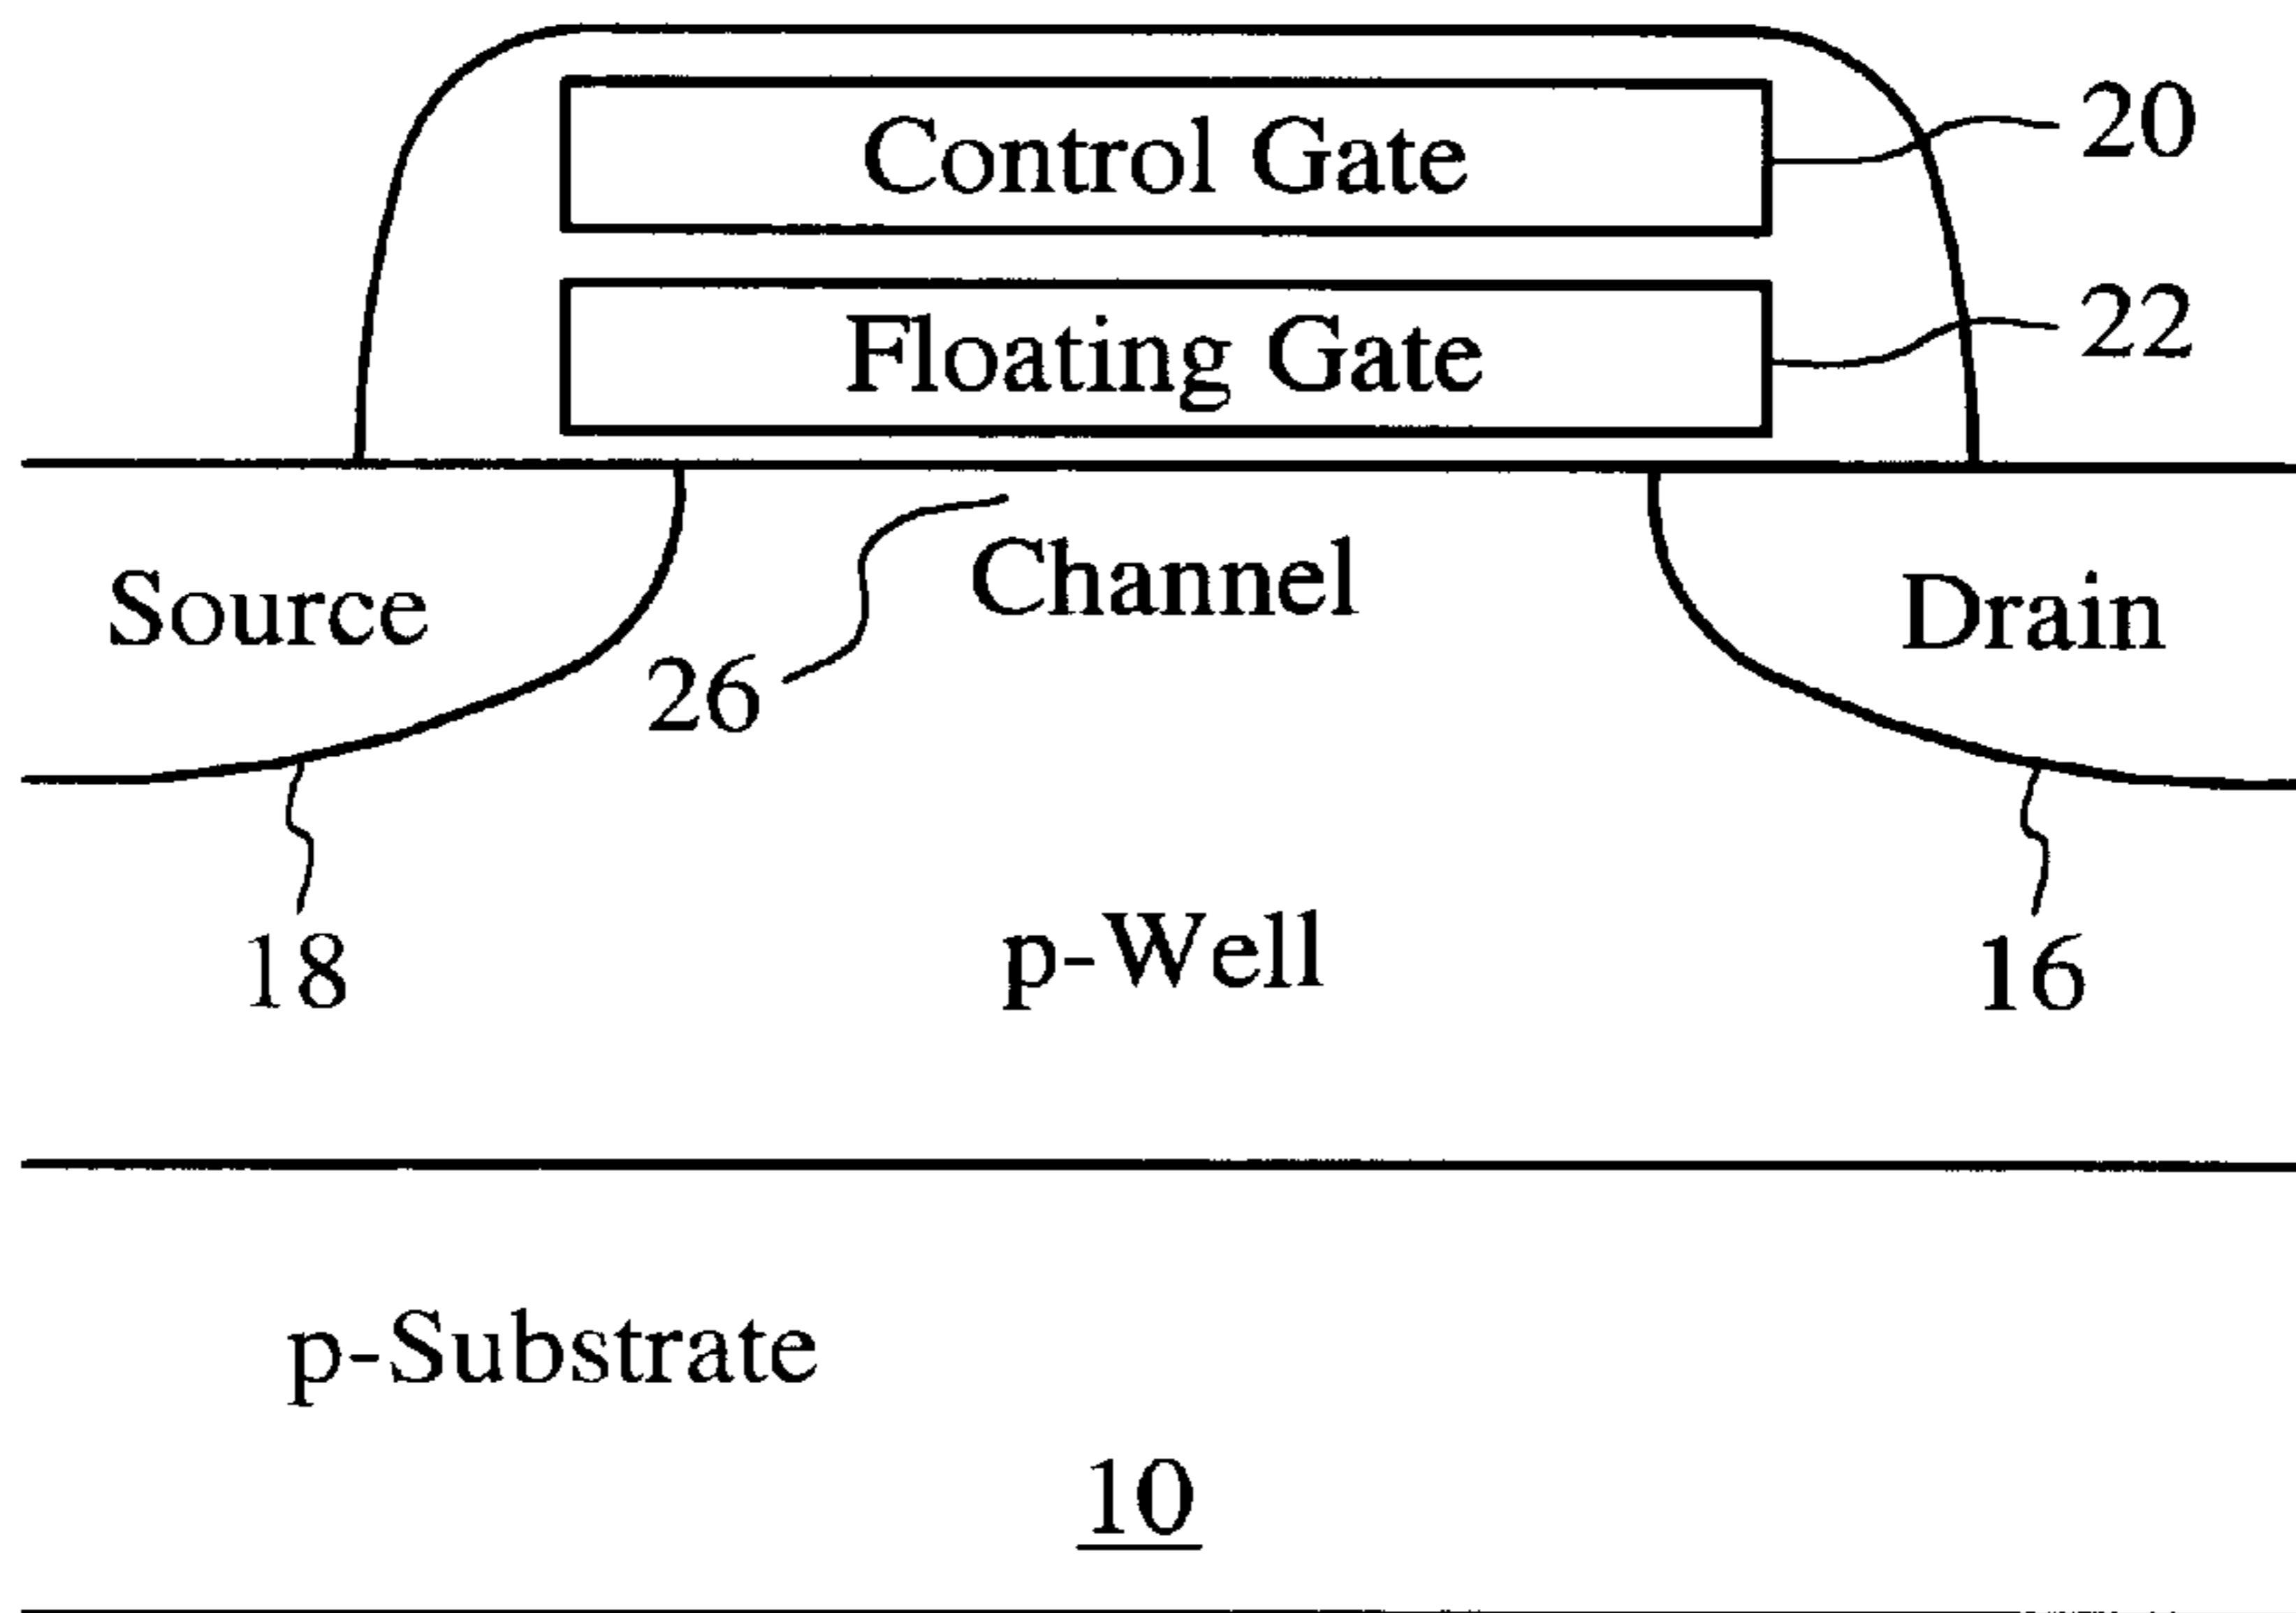 Control Gate
20
Floating Gate
22
Channel
Source
Drain
26
18
p-Well
16
p-Substrate
10